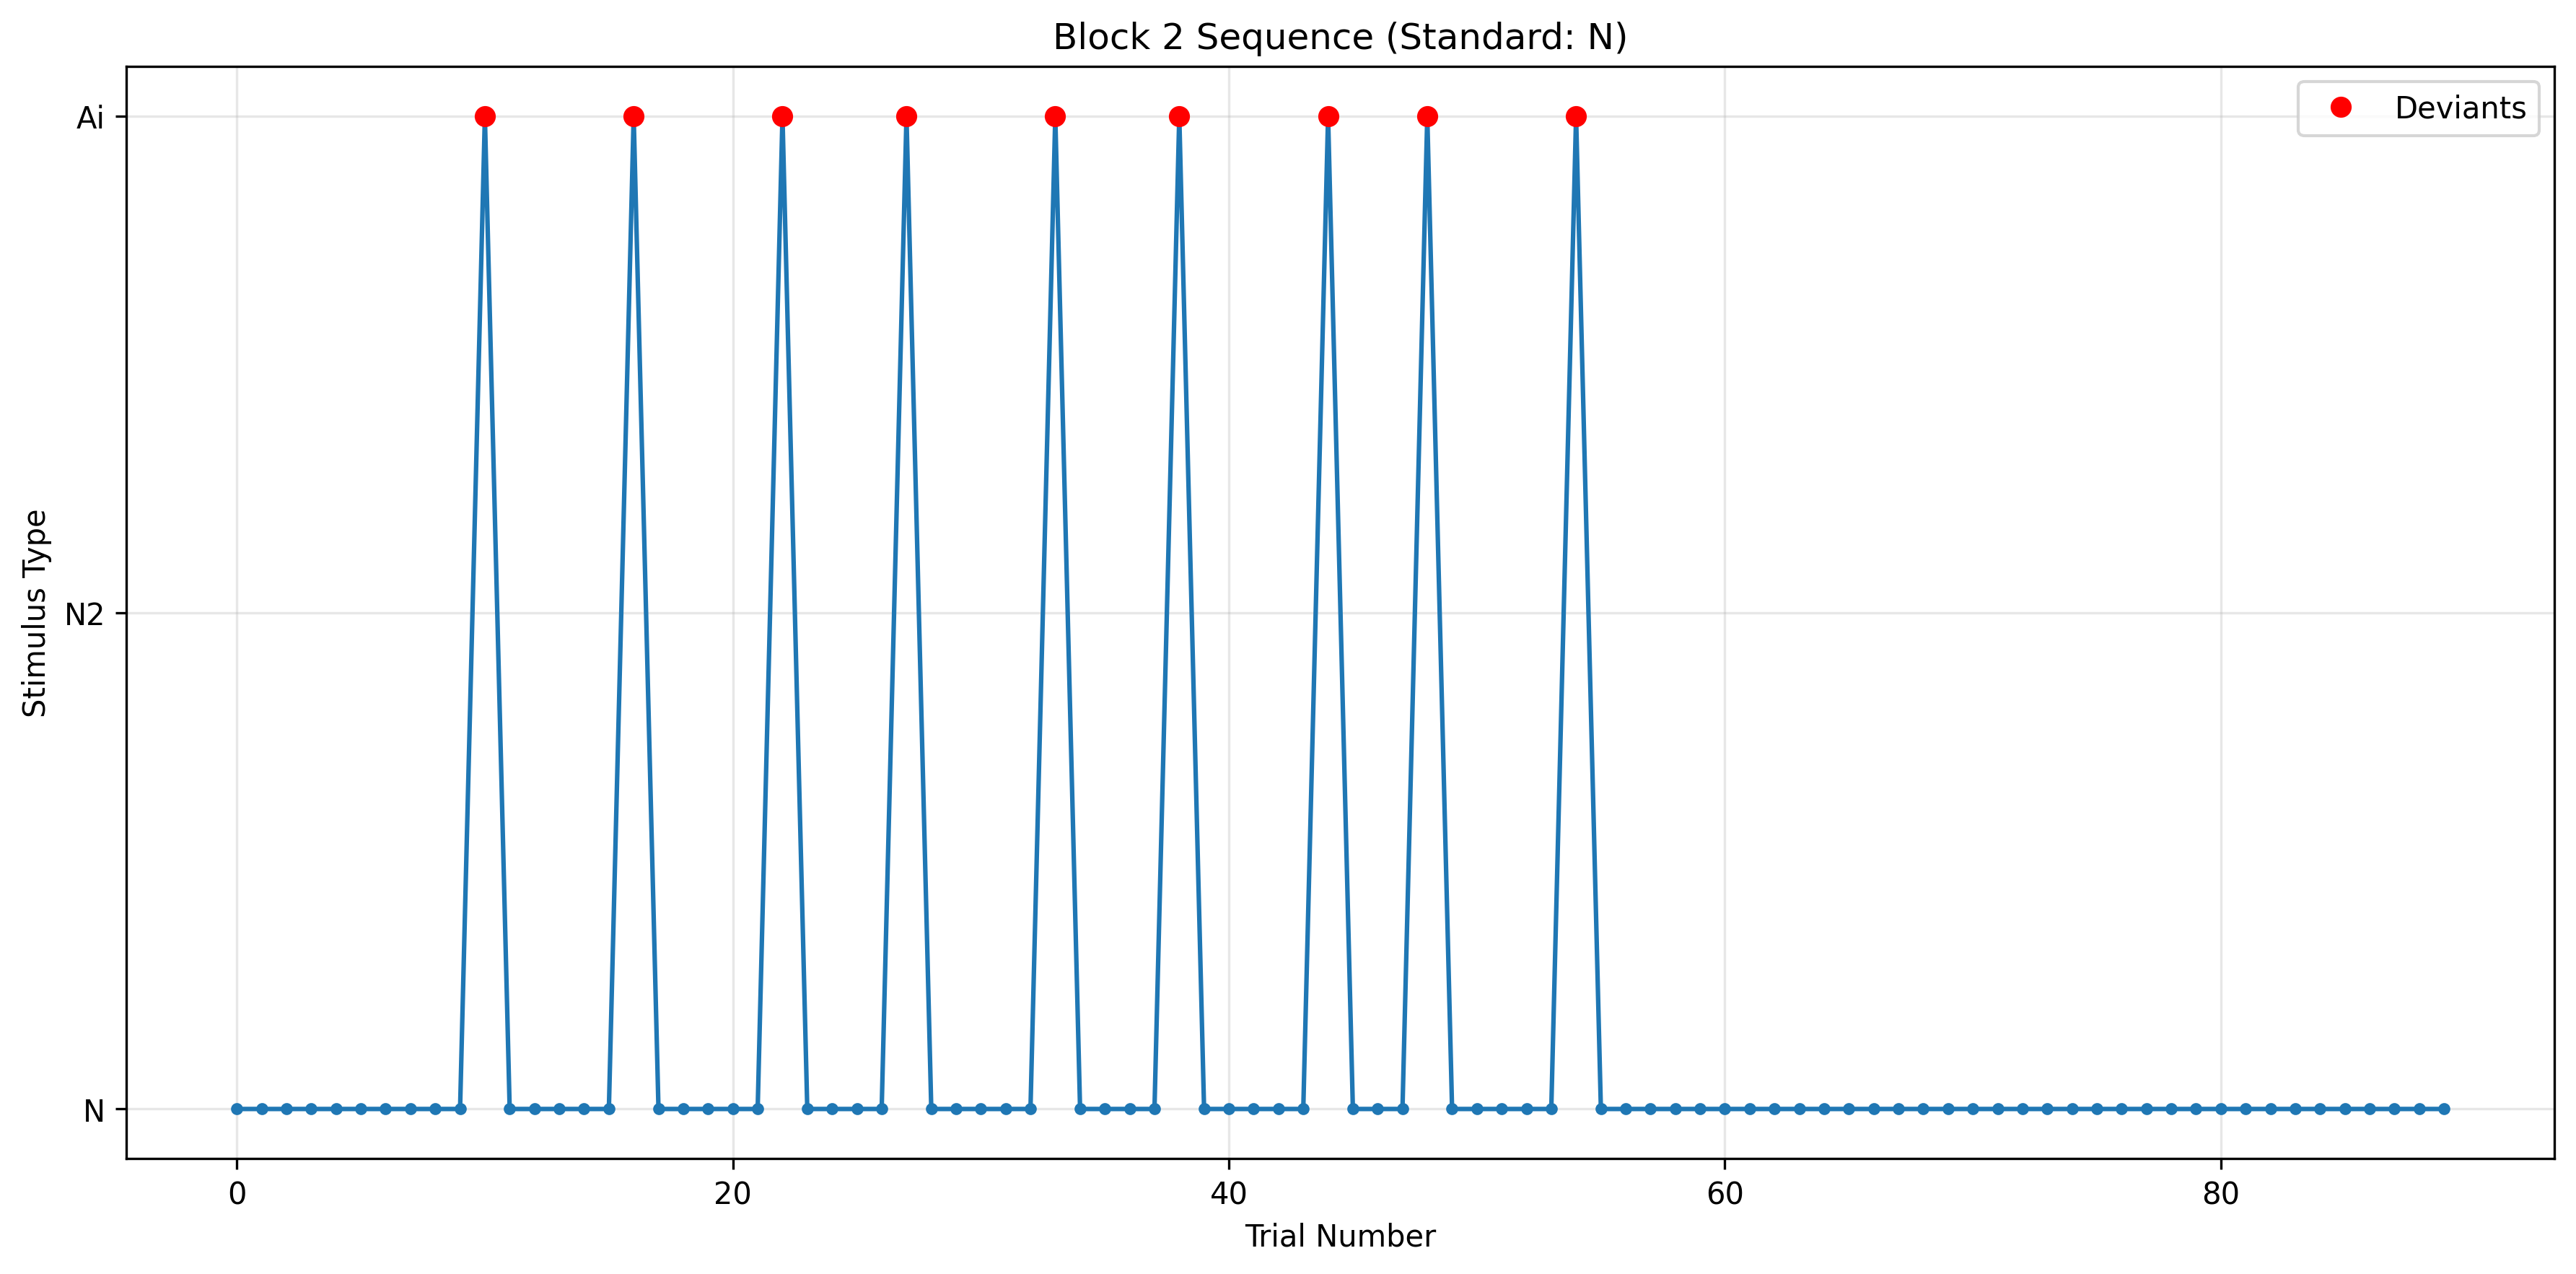 Block 2 Sequence (Standard: N)
Deviants
Stimulus Type
Ai
N2
N
0 20 40 60 80
Trial Number